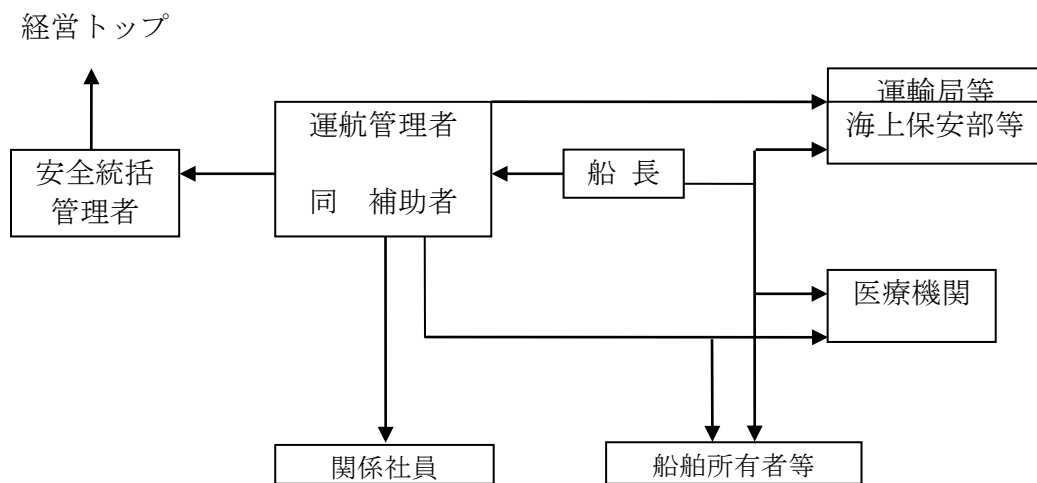 経営トップ
運輸局等
海上保安部等
運航管理者
同　補助者
船 長
安全統括
管理者
医療機関
関係社員
船舶所有者等